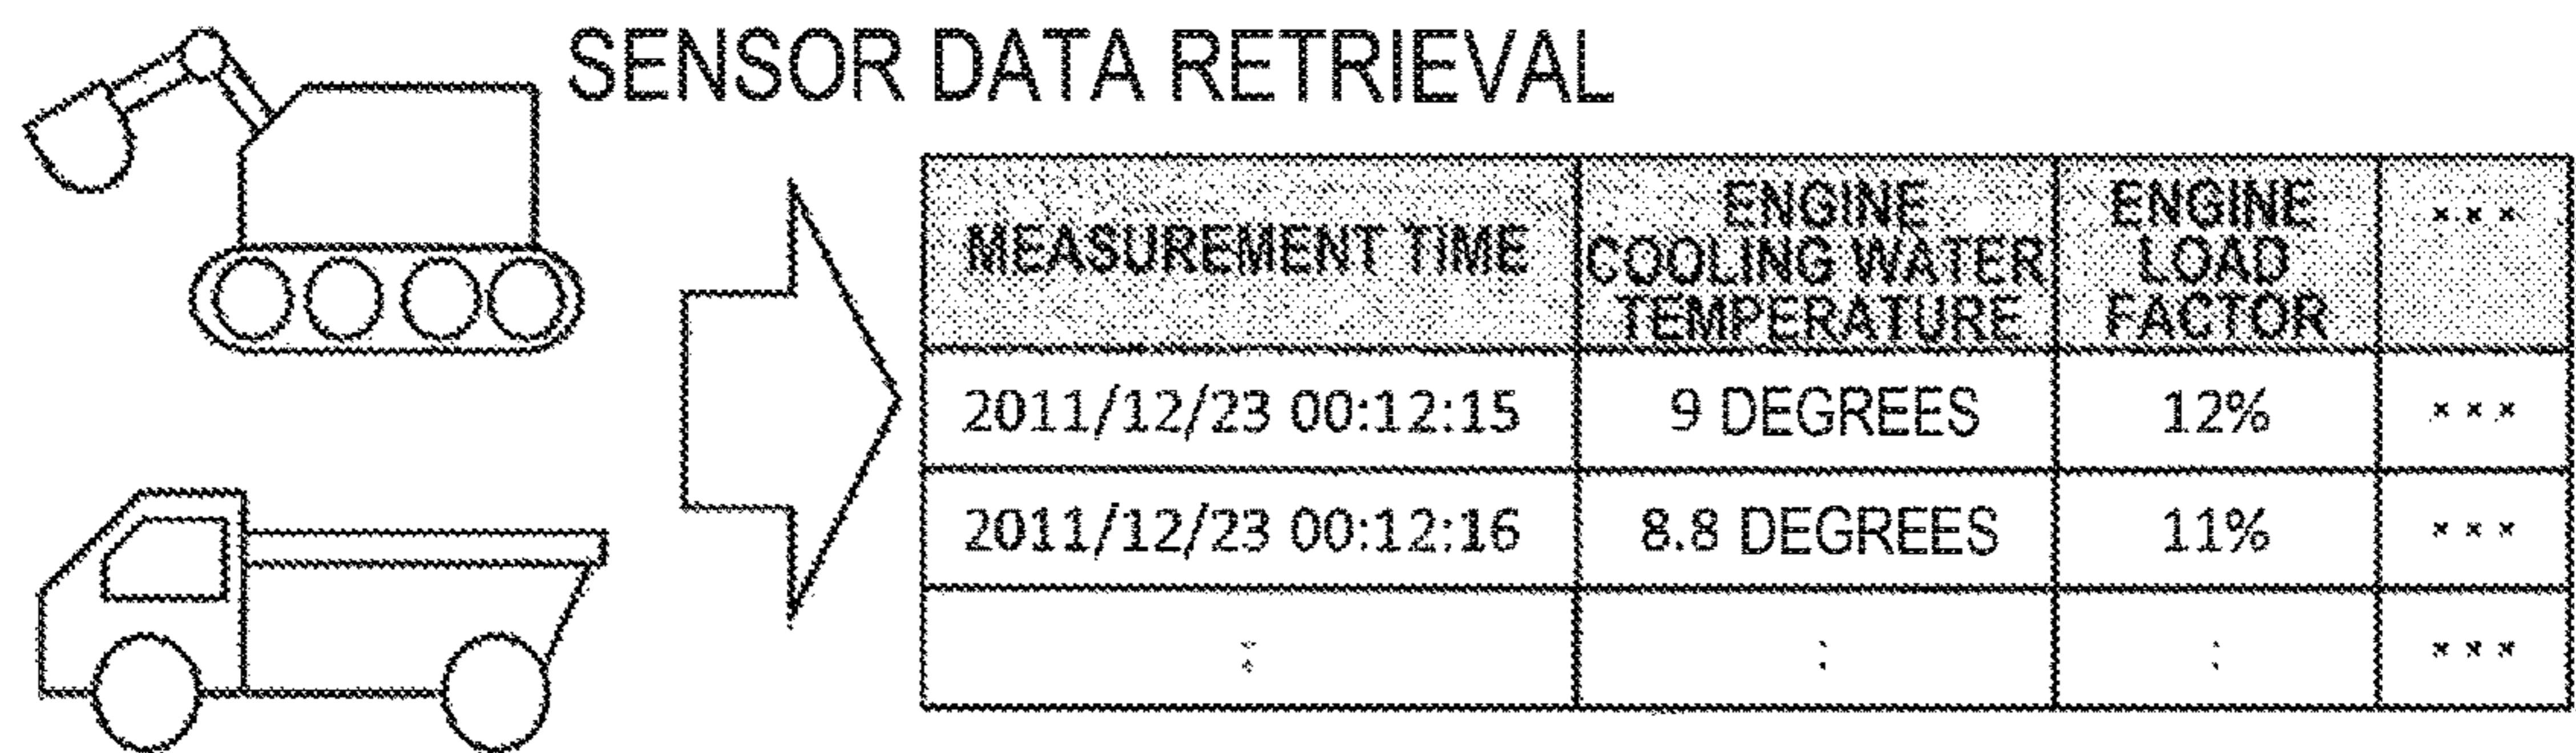 SENSOR DATA RETRIEVAL
MEASUREMENT TIME
ENGINE
COOLING WATER
TEMPERATURE
ENGINE
LOAD
FACTOR
***
2011/12/23 00:12:15 9 DEGREES 12% ***
2011/12/23 00:12:16 8.8 DEGREES 11% ***
: : : ***